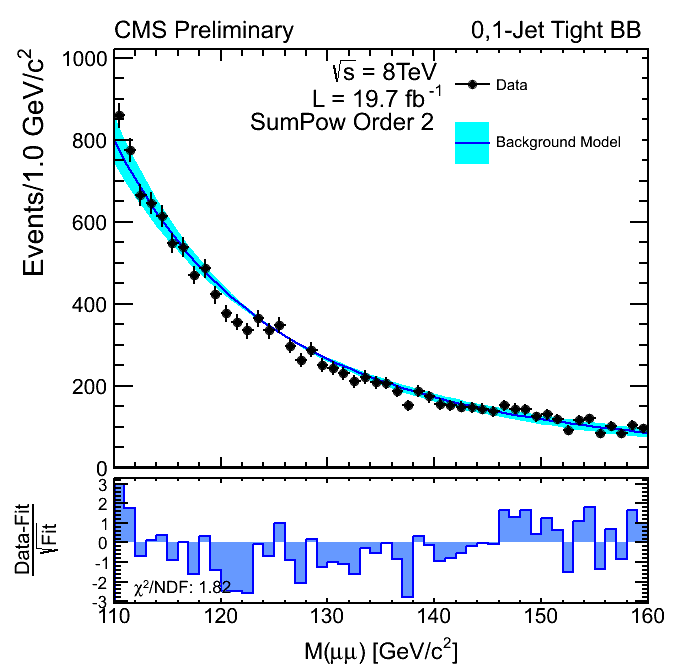 CMS Preliminary 0,1-Jet Tight BB
√s = 8TeV
L = 19.7 fb⁻¹
SumPow Order 2
Data
Background Model
Events/1.0 GeV/c²
1000
800
600
400
200
0
Data-Fit
√Fit
3
2
1
0
-1
-2
-3
χ²/NDF: 1.82
110 120 130 140 150 160
M(μμ) [GeV/c²]